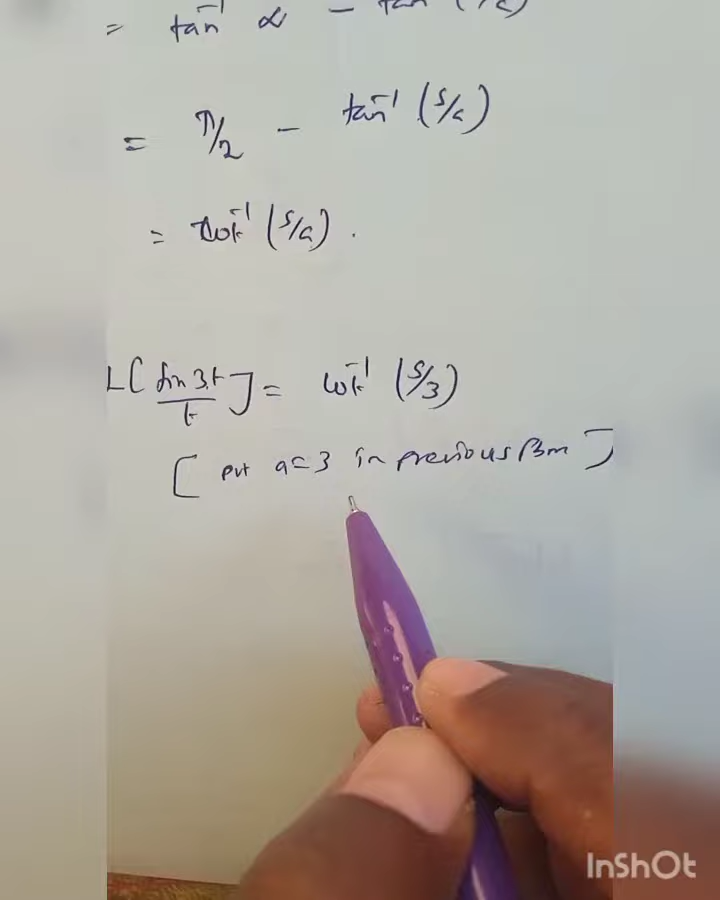 = tan⁻¹ ∝ − tan⁻¹ (s/a)
= π/2 − tan⁻¹ (s/a)
= cot⁻¹ (s/a).
L[sin 3t/t] = cot⁻¹ (s/3)
[put a=3 in previous Bm]
InShOt